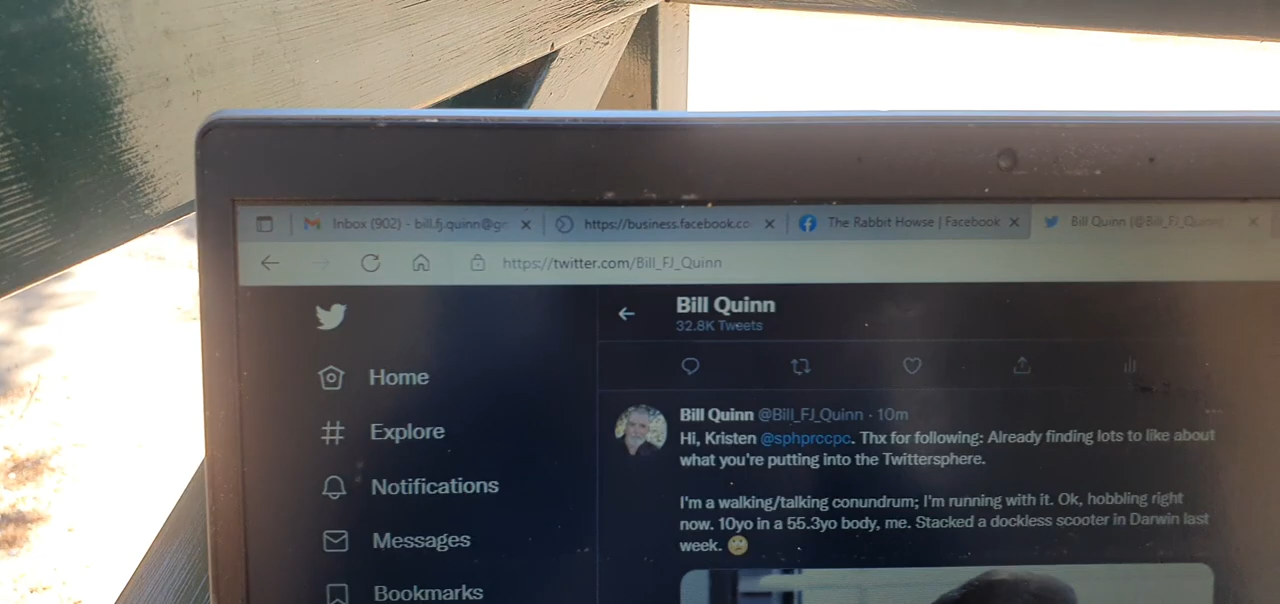 Inbox (902) - bill.fj.quinn@g
https://business.facebook.co
The Rabbit Howse | Facebook
Bill Quinn (@Bill_FJ_Quinn)
https://twitter.com/Bill_FJ_Quinn
Bill Quinn
32.8K Tweets
Home
Explore
Notifications
Messages
Bookmarks
Bill Quinn @Bill_FJ_Quinn · 10m
Hi, Kristen @sphprccpc. Thx for following: Already finding lots to like about
what you're putting into the Twittersphere.
I'm a walking/talking conundrum; I'm running with it. Ok, hobbling right
now. 10yo in a 55.3yo body, me. Stacked a dockless scooter in Darwin last
week. 🙁